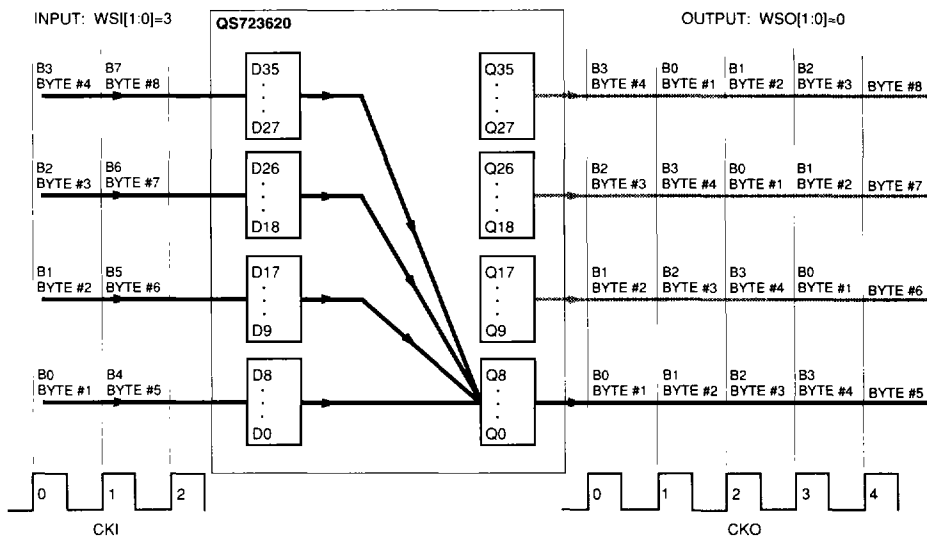 INPUT: WSI[1:0]=3
QS723620
OUTPUT: WSO[1:0]≈0
B3 B7
BYTE #4 BYTE #8
D35
D27
Q35
Q27
B3 B0 B1 B2
BYTE #4 BYTE #1 BYTE #2 BYTE #3 BYTE #8
B2 B6
BYTE #3 BYTE #7
D26
D18
Q26
Q18
B2 B3 B0 B1
BYTE #3 BYTE #4 BYTE #1 BYTE #2 BYTE #7
B1 B5
BYTE #2 BYTE #6
D17
D9
Q17
Q9
B1 B2 B3 B0
BYTE #2 BYTE #3 BYTE #4 BYTE #1 BYTE #6
B0 B4
BYTE #1 BYTE #5
D8
D0
Q8
Q0
B0 B1 B2 B3
BYTE #1 BYTE #2 BYTE #3 BYTE #4 BYTE #5
0 1 2
CKI
0 1 2 3 4
CKO